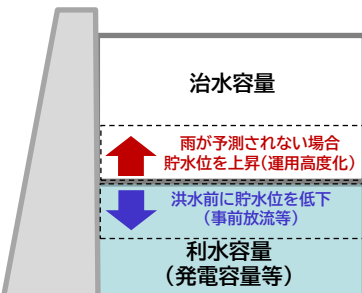 治水容量
雨が予測されない場合
貯水位を上昇(運用高度化)
洪水前に貯水位を低下
(事前放流等)
利水容量
(発電容量等)